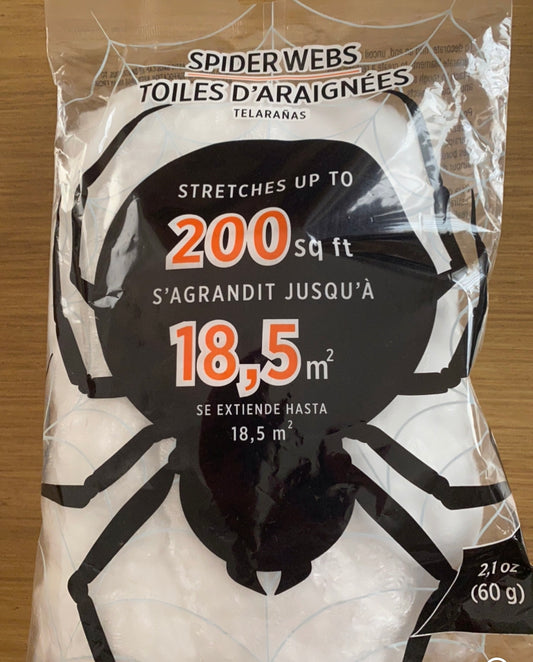 SPIDER WEBS
TOILES D'ARAIGNÉES
TELARAÑAS
STRETCHES UP TO
200 sq ft
S'AGRANDIT JUSQU'À
18,5 m²
SE EXTIENDE HASTA
18,5 m²
2,1 oz
(60 g)